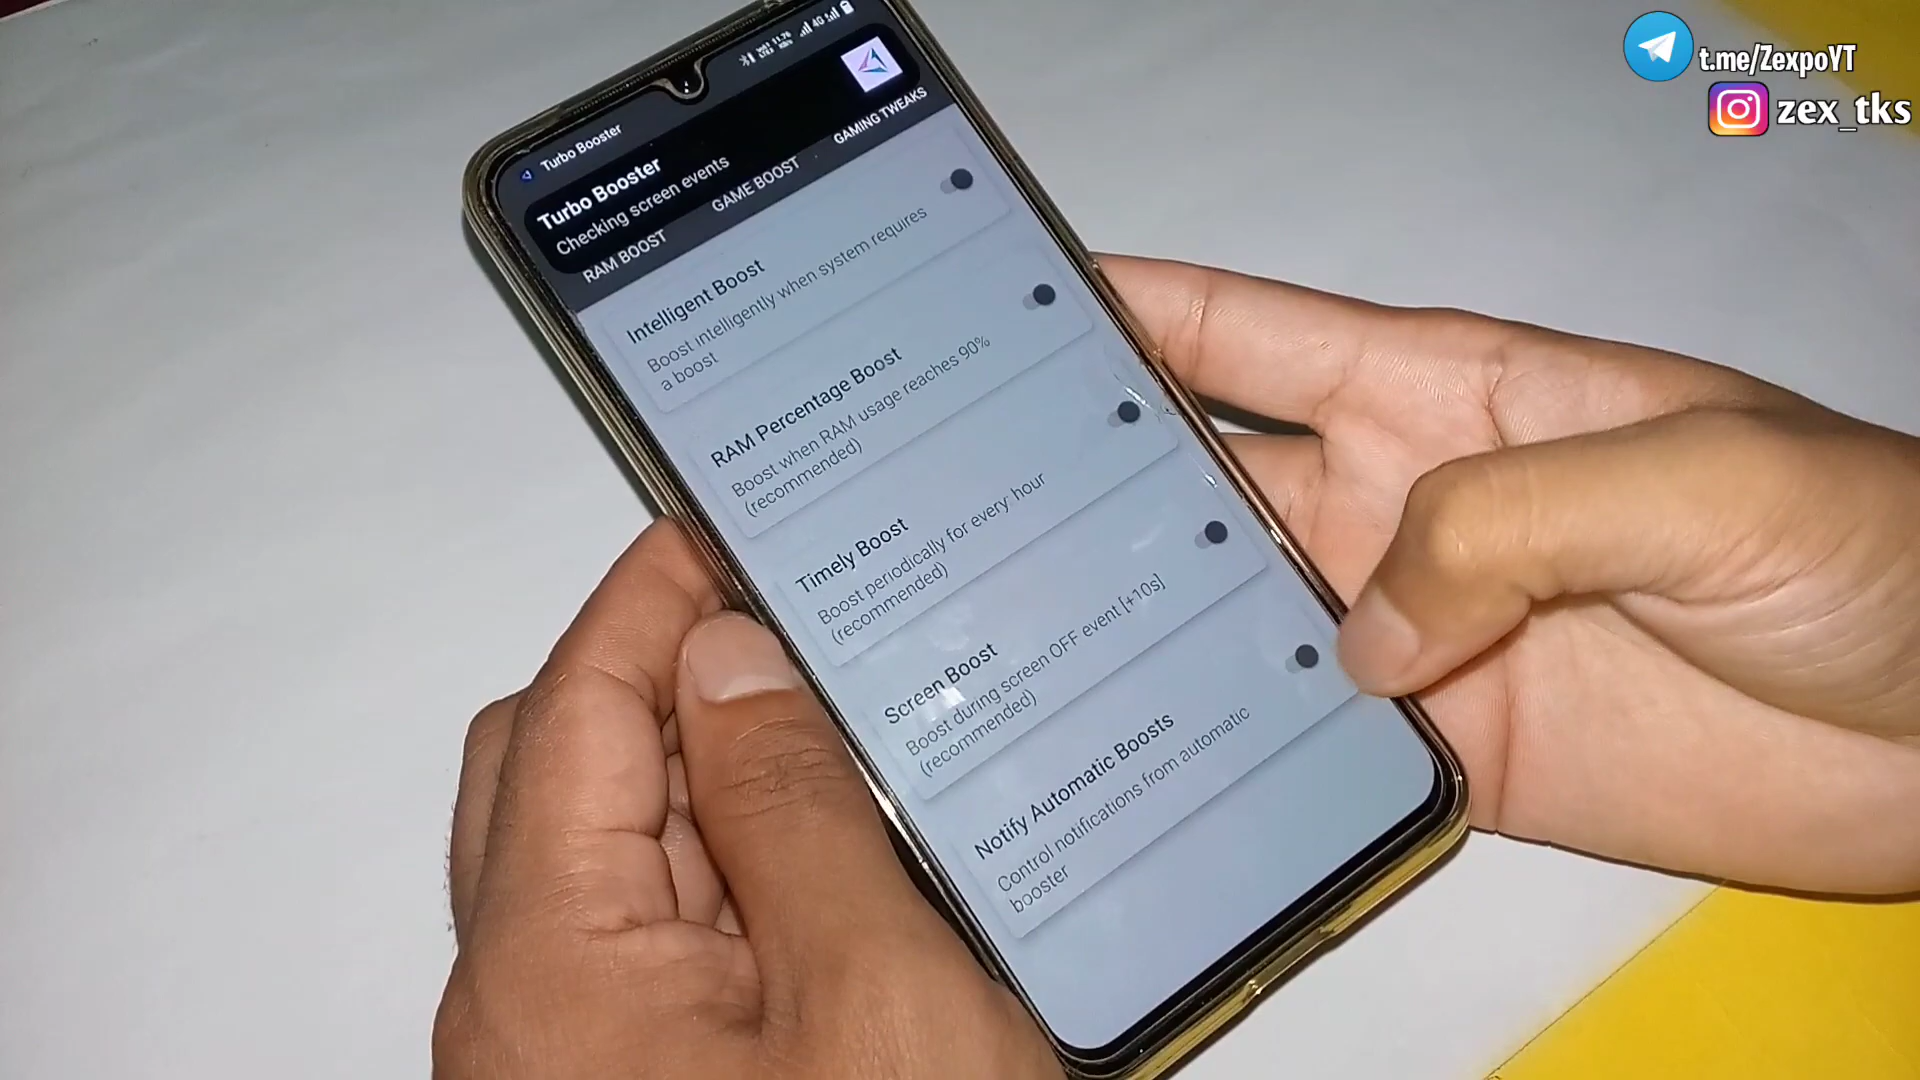 t.me/ZexpoYT
zex_tks
4G
Turbo Booster
Turbo Booster
Checking screen events
RAM BOOST
GAME BOOST
GAMING TWEAKS
Intelligent Boost
Boost intelligently when system requires
a boost
RAM Percentage Boost
Boost when RAM usage reaches 90%
(recommended)
Timely Boost
Boost periodically for every: hour
(recommended)
Screen Boost
Boost during screen OFF event [+10s]
(recommended)
Notify Automatic Boosts
Control notifications from automatic
booster